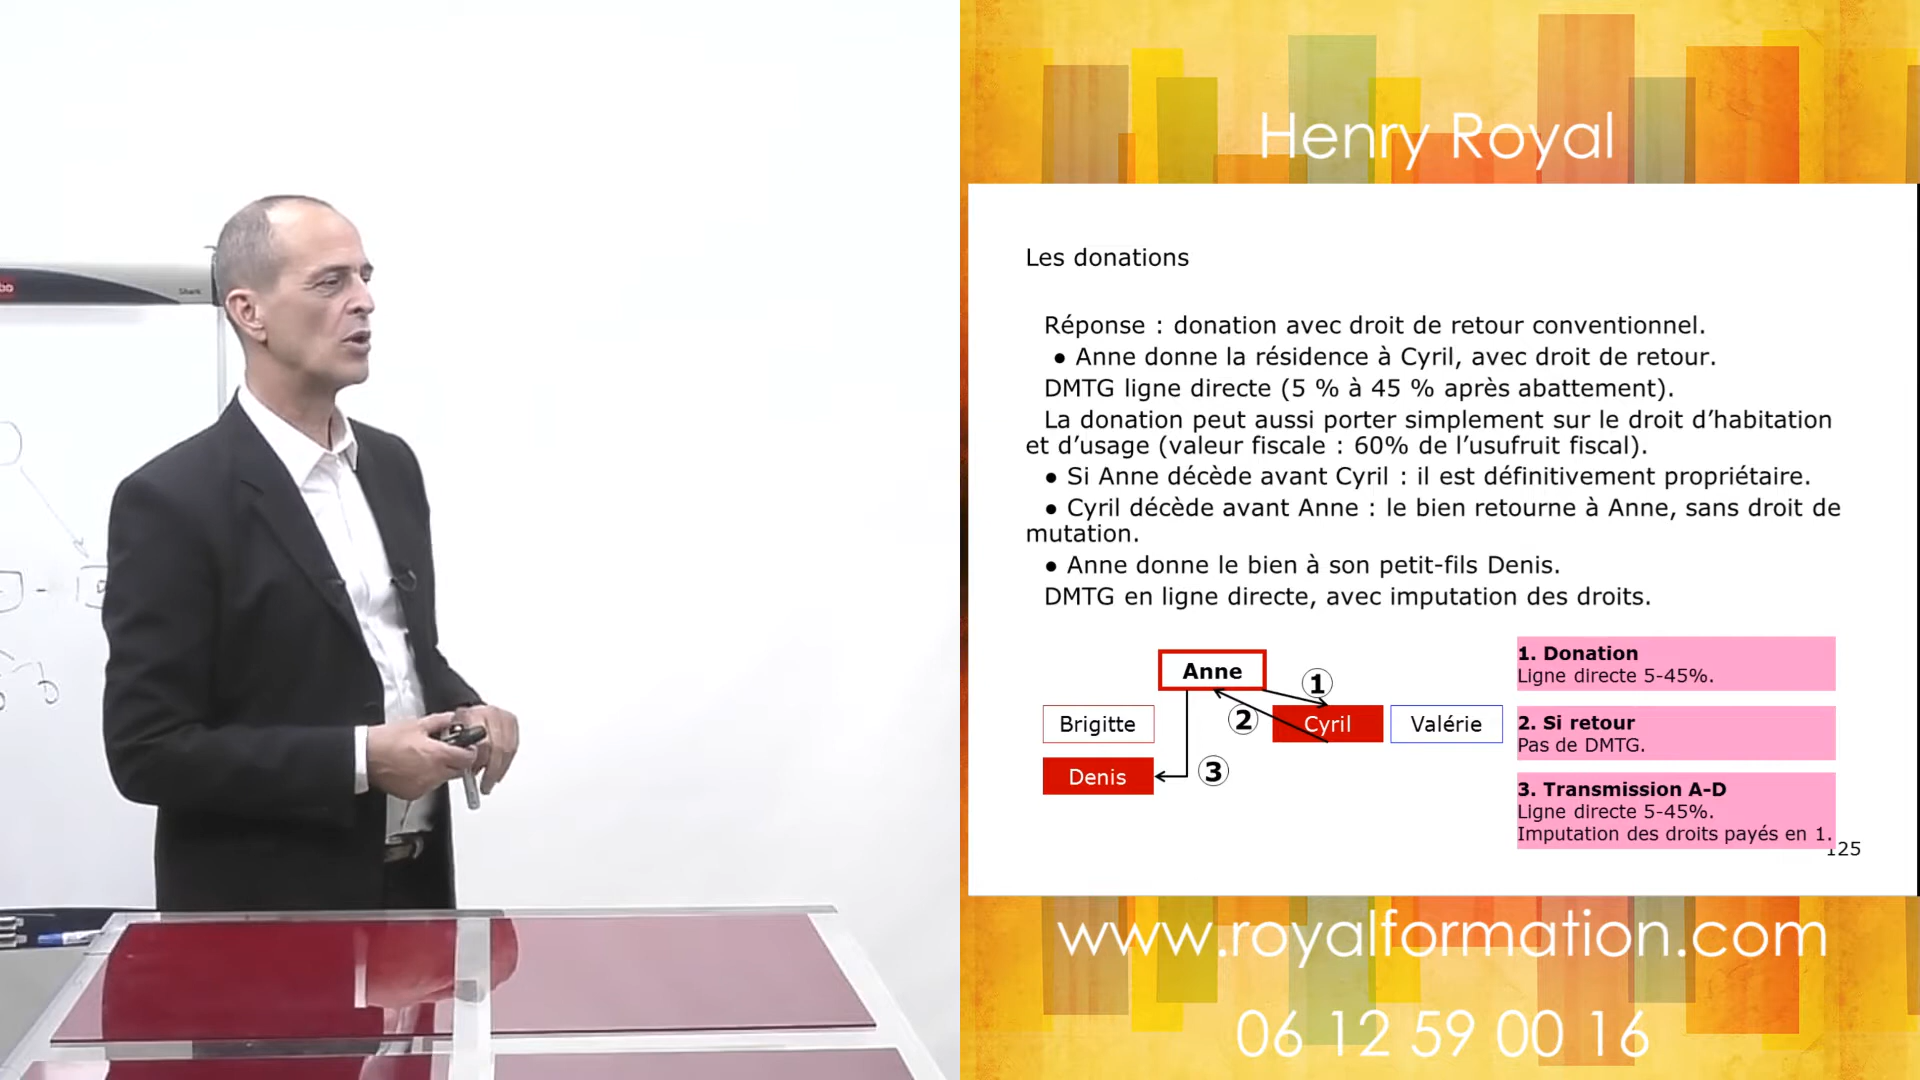 bo
Shark
Henry Royal
Les donations
Réponse : donation avec droit de retour conventionnel.
● Anne donne la résidence à Cyril, avec droit de retour.
DMTG ligne directe (5 % à 45 % après abattement).
La donation peut aussi porter simplement sur le droit d’habitation
et d’usage (valeur fiscale : 60% de l’usufruit fiscal).
● Si Anne décède avant Cyril : il est définitivement propriétaire.
● Cyril décède avant Anne : le bien retourne à Anne, sans droit de
mutation.
● Anne donne le bien à son petit-fils Denis.
DMTG en ligne directe, avec imputation des droits.
Anne
1
2
Brigitte
Cyril
Valérie
Denis
3
1. Donation
Ligne directe 5-45%.
2. Si retour
Pas de DMTG.
3. Transmission A-D
Ligne directe 5-45%.
Imputation des droits payés en 1.
125
www.royalformation.com
06 12 59 00 16